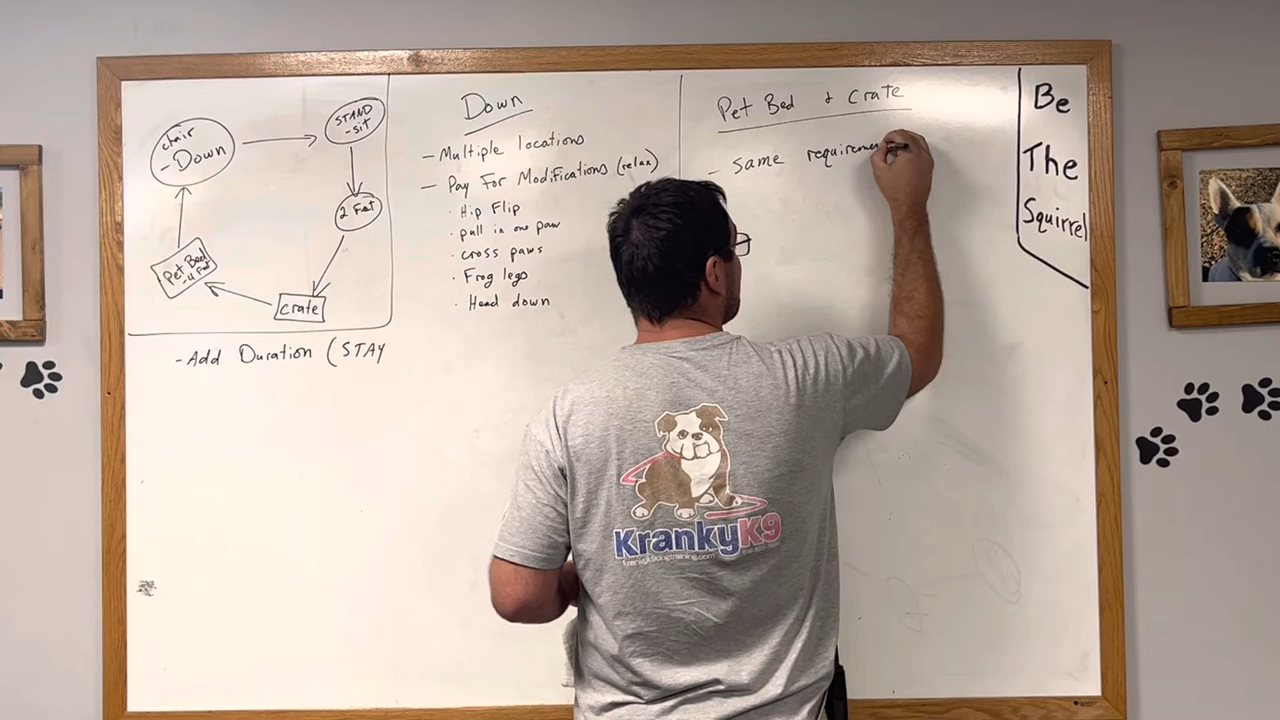 chair
-Down
STAND
-sit
2 Feet
crate
Pet Bed
-4 Feet
-Add Duration (STAY
Down
-Multiple locations
- Pay For Modifications (relax)
· Hip Flip
· pull in one paw
· cross paws
· Frog legs
· Head down
Pet Bed & crate
- same requiremen
Be
The
Squirrel
KrankyK9